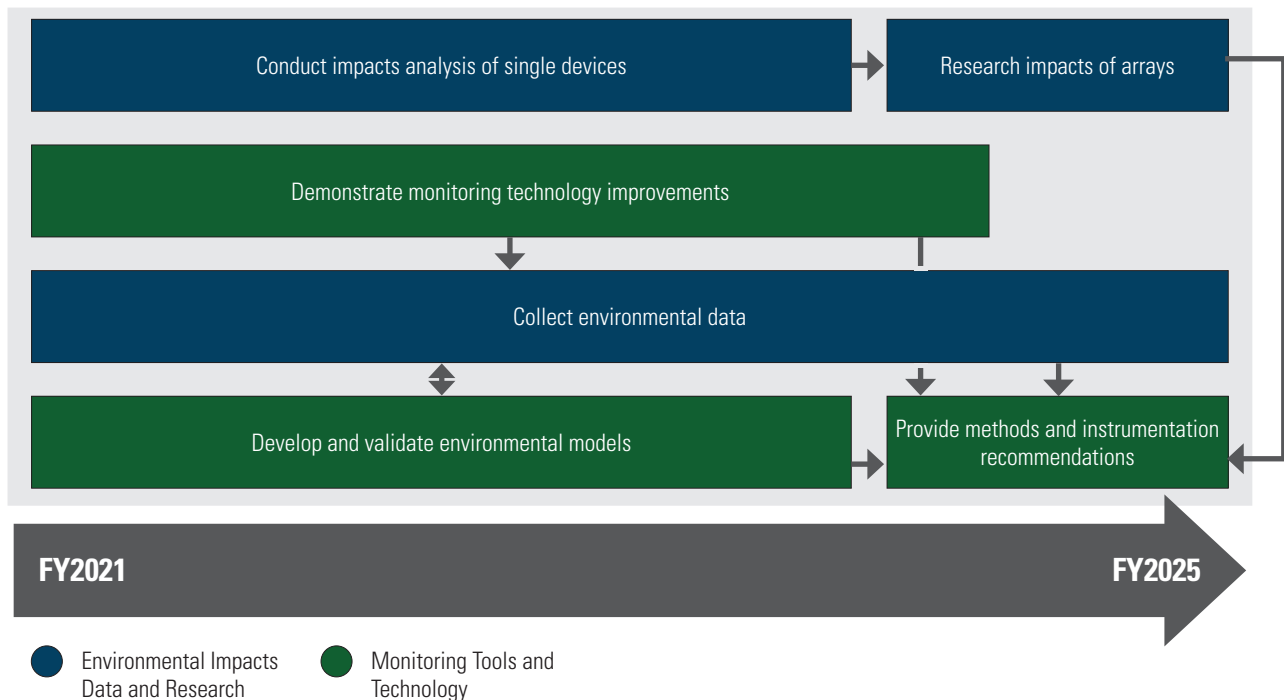 Conduct impacts analysis of single devices
Research impacts of arrays
Demonstrate monitoring technology improvements
Collect environmental data
Develop and validate environmental models
Provide methods and instrumentation
recommendations
FY2021
FY2025
Environmental Impacts
Data and Research
Monitoring Tools and
Technology